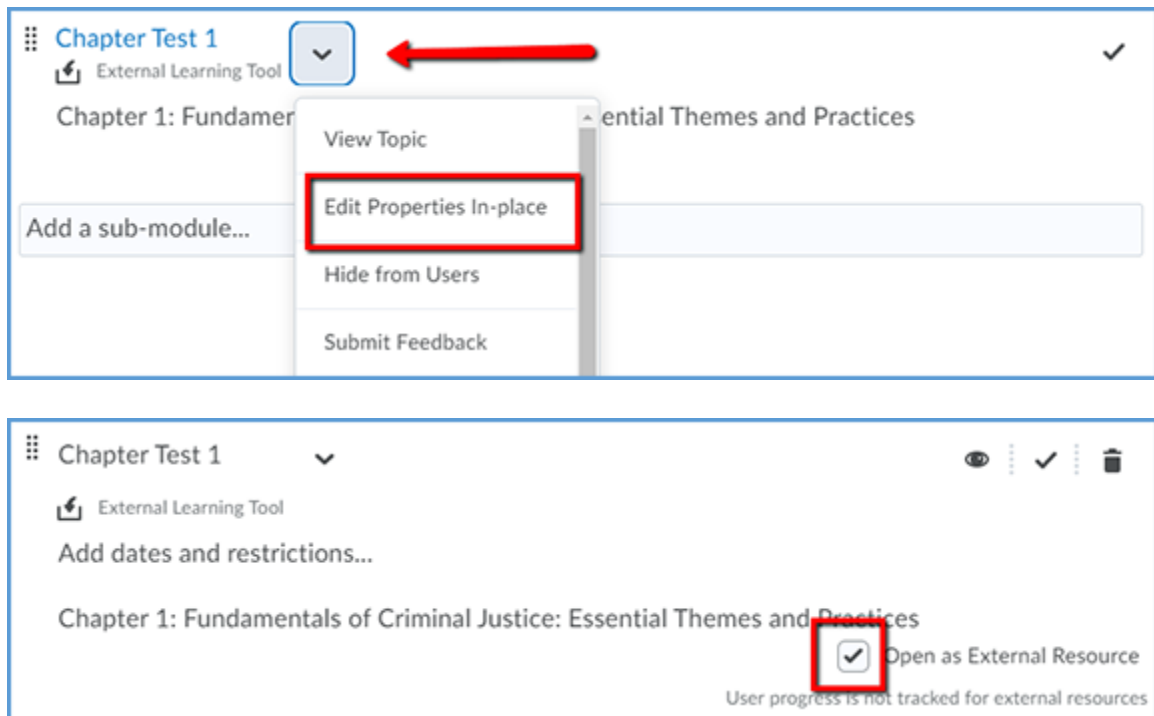 Chapter Test 1
External Learning Tool
Chapter 1: Fundamer
ential Themes and Practices
View Topic
Edit Properties In-place
Add a sub-module...
Hide from Users
Submit Feedback
Chapter Test 1
External Learning Tool
Add dates and restrictions...
Chapter 1: Fundamentals of Criminal Justice: Essential Themes and Practices
Open as External Resource
User progress is not tracked for external resources